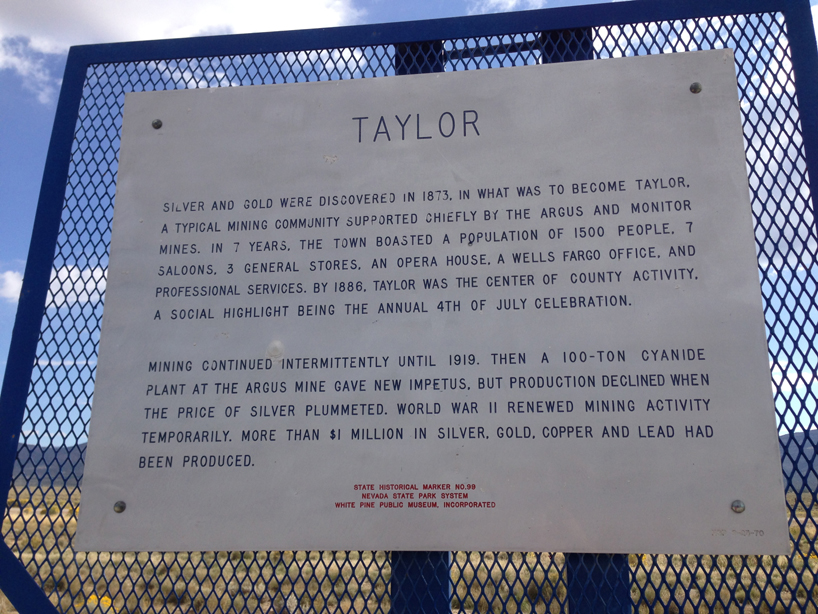 TAYLOR
SILVER AND GOLD WERE DISCOVERED IN 1873, IN WHAT WAS TO BECOME TAYLOR,
A TYPICAL MINING COMMUNITY SUPPORTED CHIEFLY BY THE ARGUS AND MONITOR
MINES. IN 7 YEARS, THE TOWN BOASTED A POPULATION OF 1500 PEOPLE, 7
SALOONS, 3 GENERAL STORES, AN OPERA HOUSE, A WELLS FARGO OFFICE, AND
PROFESSIONAL SERVICES. BY 1886, TAYLOR WAS THE CENTER OF COUNTY ACTIVITY,
A SOCIAL HIGHLIGHT BEING THE ANNUAL 4TH OF JULY CELEBRATION.
MINING CONTINUED INTERMITTENTLY UNTIL 1919. THEN A 100-TON CYANIDE
PLANT AT THE ARGUS MINE GAVE NEW IMPETUS, BUT PRODUCTION DECLINED WHEN
THE PRICE OF SILVER PLUMMETED. WORLD WAR II RENEWED MINING ACTIVITY
TEMPORARILY. MORE THAN $1 MILLION IN SILVER, GOLD, COPPER AND LEAD HAD
BEEN PRODUCED.
STATE HISTORICAL MARKER NO.99
NEVADA STATE PARK SYSTEM
WHITE PINE PUBLIC MUSEUM, INCORPORATED